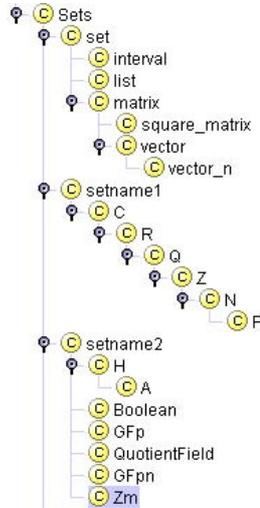 C Sets
C set
C interval
C list
C matrix
C square_matrix
C vector
C vector_n
C setname1
C C
C R
C Q
C Z
C N
C P
C setname2
C H
C A
C Boolean
C GFp
C QuotientField
C GFpn
C Zm